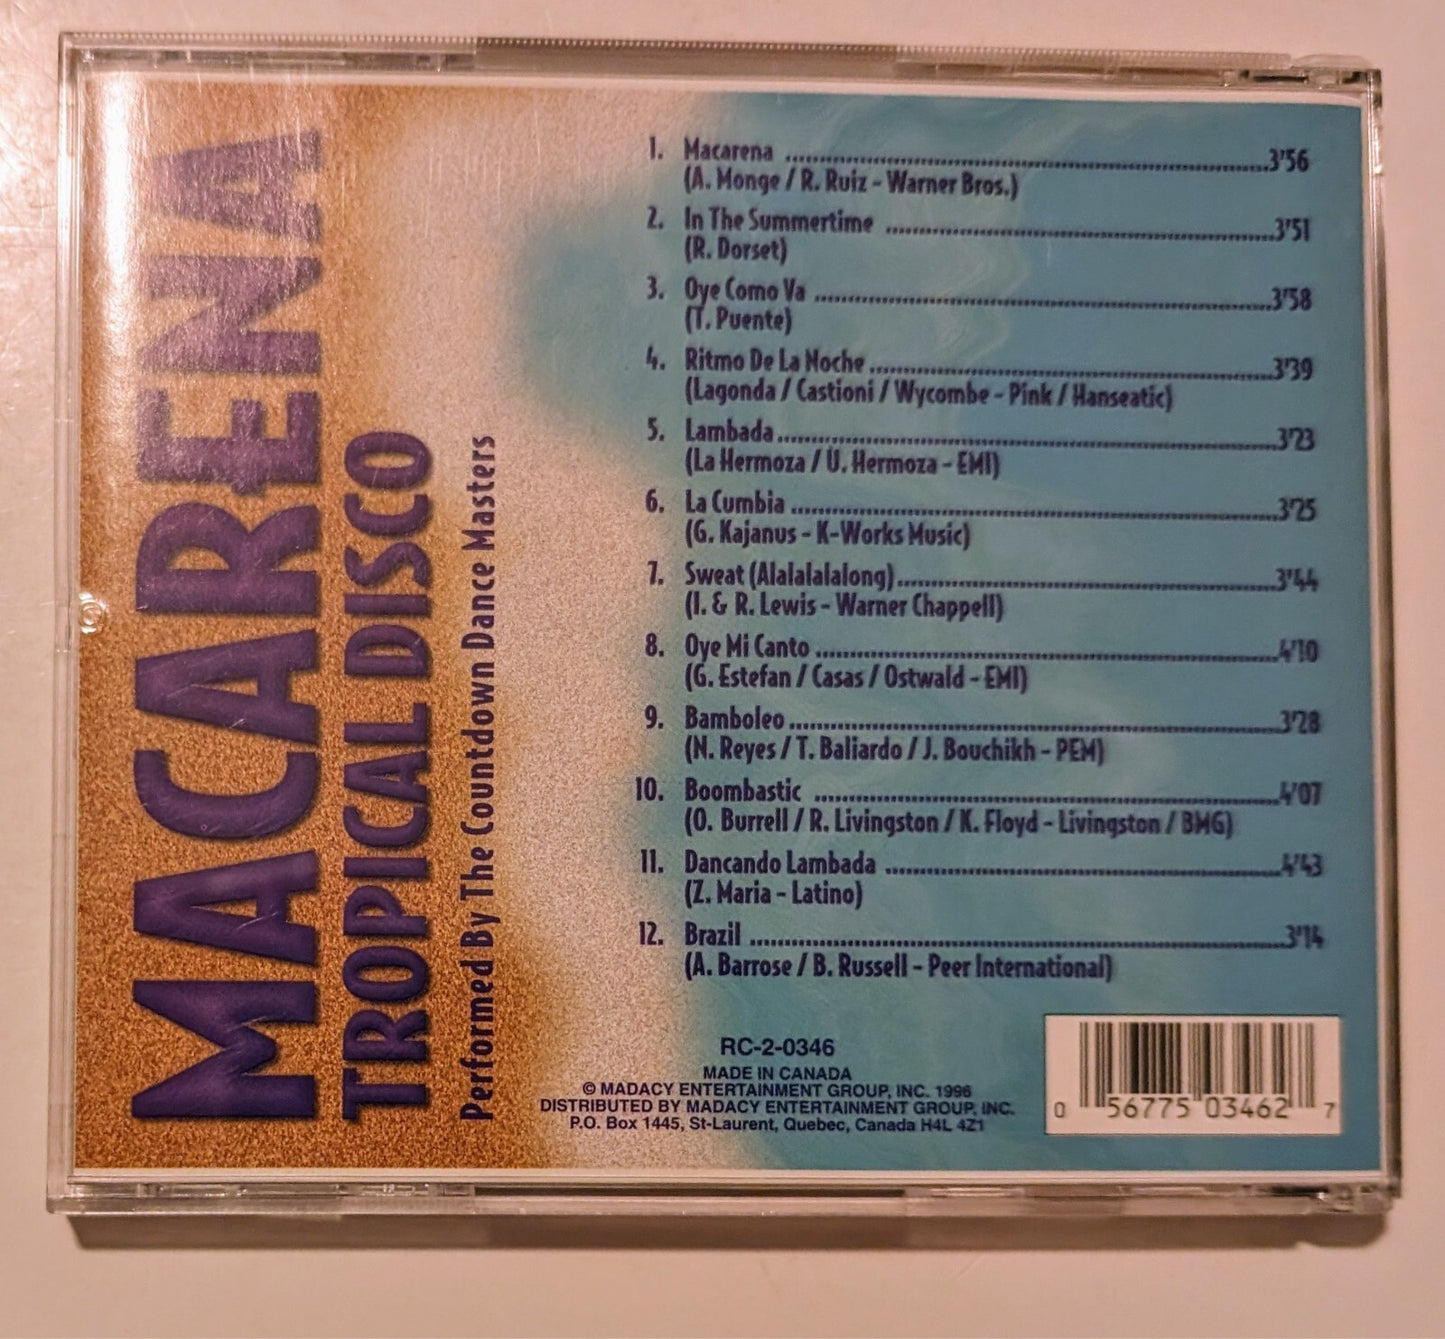 MACARENA
TROPICAL DISCO
Performed By The Countdown Dance Masters
1. Macarena ........ 3'56
(A. Monge / R. Ruiz - Warner Bros.)
2. In The Summertime ........ 3'51
(R. Dorset)
3. Oye Como Va ........ 3'58
(T. Puente)
4. Ritmo De La Noche ........ 3'39
(Lagonda / Castioni / Wycombe - Pink / Hanseatic)
5. Lambada ........ 3'23
(La Hermoza / U. Hermoza - EMI)
6. La Cumbia ........ 3'25
(G. Kajanus - K-Works Music)
7. Sweat (Alalalalalong) ........ 3'44
(I. & R. Lewis - Warner Chappell)
8. Oye Mi Canto ........ 4'10
(G. Estefan / Casas / Ostwald - EMI)
9. Bamboleo ........ 3'28
(N. Reyes / T. Baliardo / J. Bouchikh - PEM)
10. Boombastic ........ 4'07
(O. Burrell / R. Livingston / K. Floyd - Livingston / BMG)
11. Dancando Lambada ........ 4'43
(Z. Maria - Latino)
12. Brazil ........ 3'14
(A. Barrose / B. Russell - Peer International)
RC-2-0346
MADE IN CANADA
© MADACY ENTERTAINMENT GROUP, INC. 1996
DISTRIBUTED BY MADACY ENTERTAINMENT GROUP, INC.
P.O. Box 1445, St-Laurent, Quebec, Canada H4L 4Z1
0 56775 03462 7